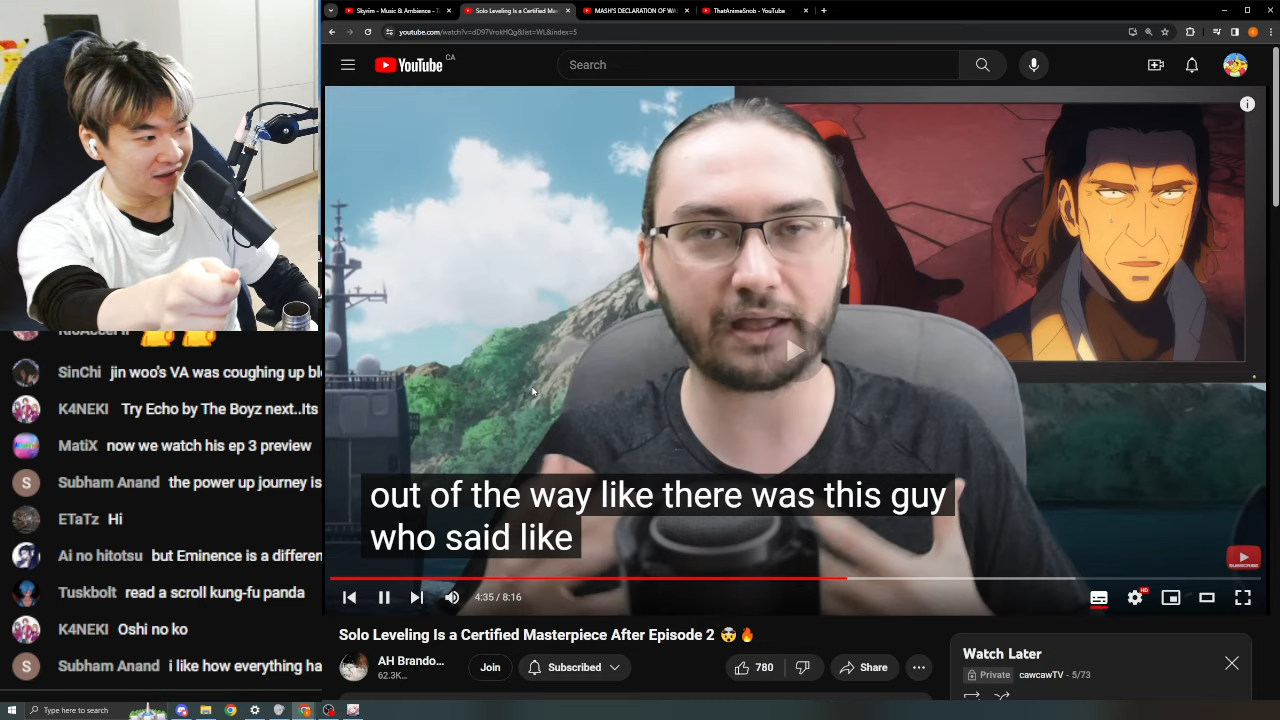 Skyrim - Music & Ambience - T
Solo Leveling Is a Certified Ma
MASH'S DECLARATION OF WA
ThatAnimeSnob - YouTube
youtube.com/watch?v=dD97VrokHQg&list=WL&index=5
YouTube CA
Search
SinChi jin woo's VA was coughing up bl
K4NEKI Try Echo by The Boyz next..Its
MatiX now we watch his ep 3 preview
S Subham Anand the power up journey is
ETaTz Hi
Ai no hitotsu but Eminence is a differen
Tuskbolt read a scroll kung-fu panda
K4NEKI Oshi no ko
S Subham Anand i like how everything ha
out of the way like there was this guy
who said like
SUBSCRIBE
4:35 / 8:16
HD
Solo Leveling Is a Certified Masterpiece After Episode 2 🤯🔥
AH Brando...
62.3K...
Join
Subscribed
780
Share
Watch Later
Private cawcawTV - 5/73
Type here to search